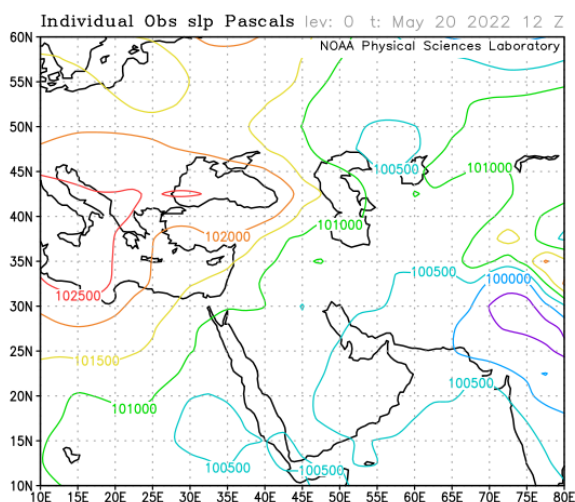 Individual Obs slp Pascals lev: 0 t: May 20 2022 12 Z
NOAA Physical Sciences Laboratory
60N
55N
50N
100500
45N
101000
40N
101000
102000
35N
100500
100000
102500
30N
25N
101500
100500
20N
101000
15N
100500
100500
10N
10E 15E 20E 25E 30E 35E 40E 45E 50E 55E 60E 65E 70E 75E 80E